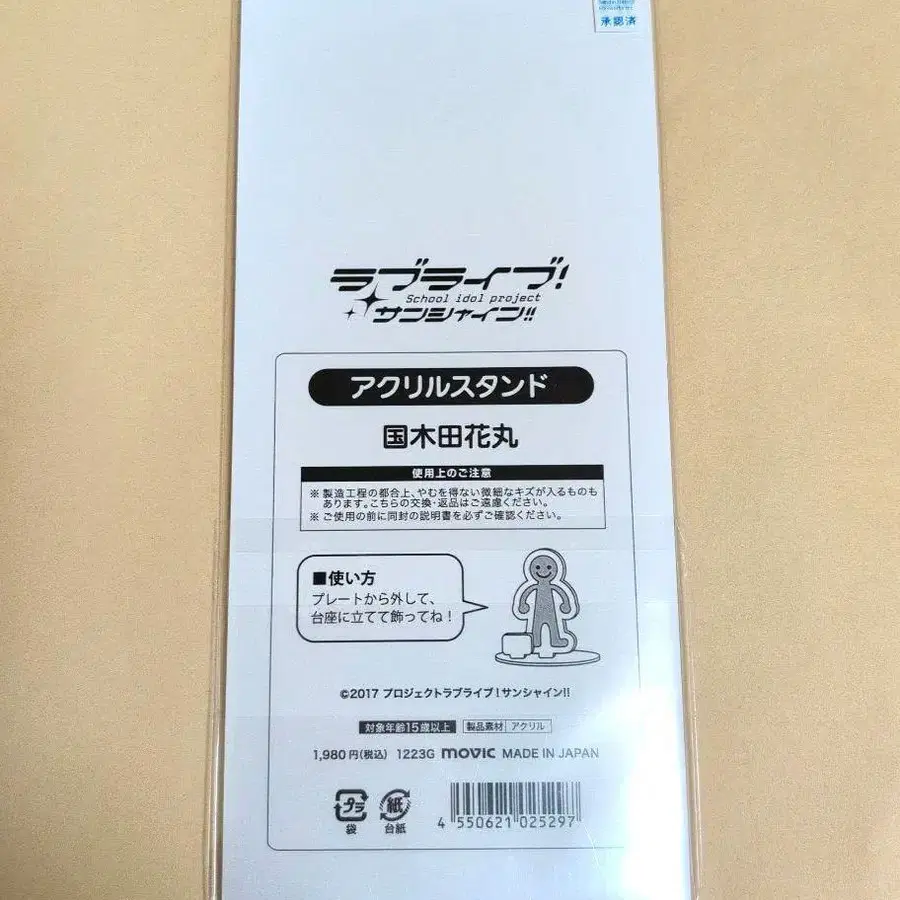 承認済
ラブライブ!
School idol project
サンシャイン!!
アクリルスタンド
国木田花丸
使用上のご注意
※ 製造工程の都合上、やむを得ない微細なキズが入るものも
あります。こちらの交換・返品はご遠慮ください。
※ ご使用の前に同封の説明書を必ずご確認ください。
■使い方
プレートから外して、
台座に立てて飾ってね!
©2017 プロジェクトラブライブ!サンシャイン!!
対象年齢15歳以上 製品素材 アクリル
1,980円(税込) 1223G movic MADE IN JAPAN
プラ 紙
袋 台紙
4 550621 025297